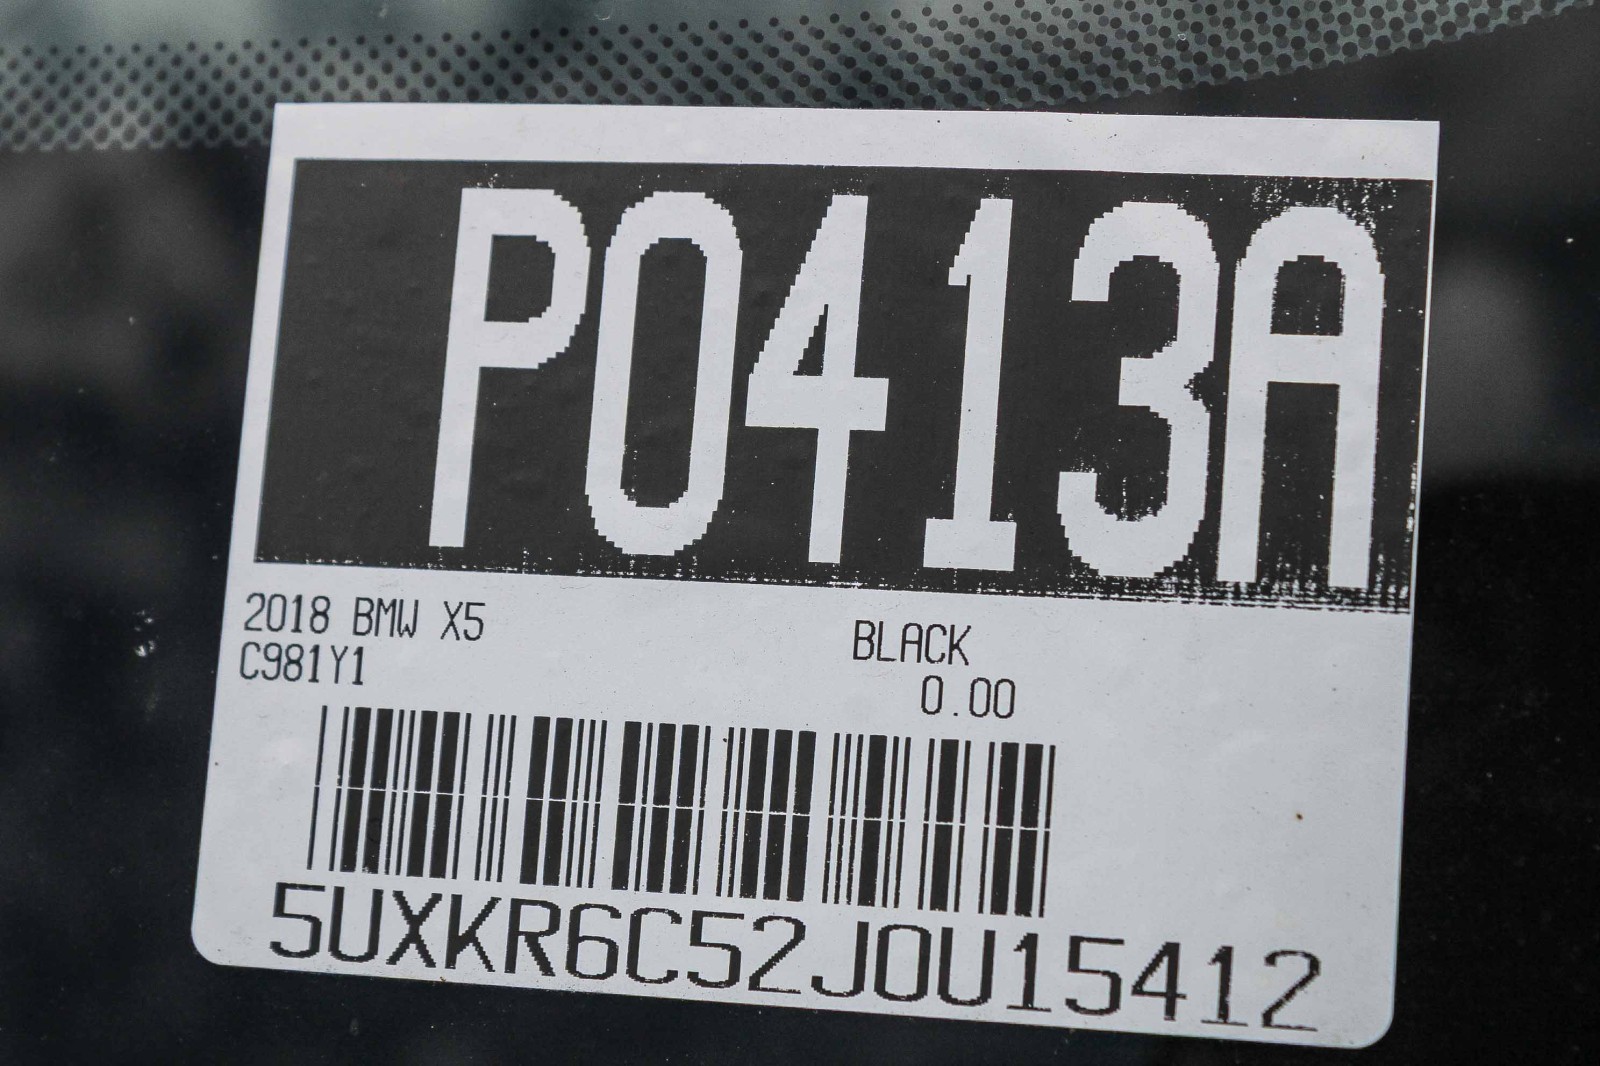 P0413A
2018 BMW X5 BLACK
C981Y1 0.00
5UXKR6C52J0U15412